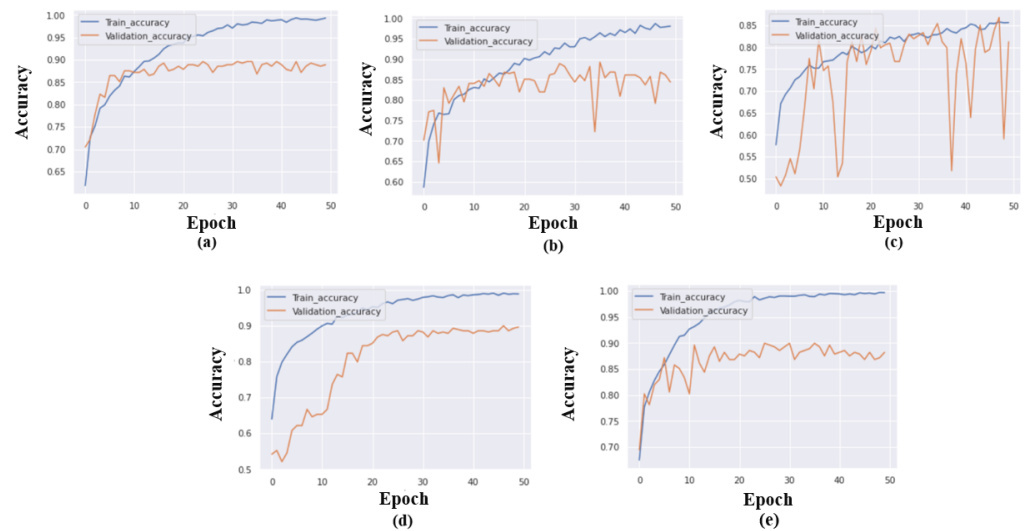 Accuracy
1.00
0.95
0.90
0.85
0.80
0.75
0.70
0.65
Train_accuracy
Validation_accuracy
0 10 20 30 40 50
Epoch
(a)
Accuracy
1.00
0.95
0.90
0.85
0.80
0.75
0.70
0.65
0.60
Train_accuracy
Validation_accuracy
0 10 20 30 40 50
Epoch
(b)
Accuracy
0.85
0.80
0.75
0.70
0.65
0.60
0.55
0.50
Train_accuracy
Validation_accuracy
0 10 20 30 40 50
Epoch
(c)
Accuracy
1.0
0.9
0.8
0.7
0.6
0.5
Train_accuracy
Validation_accuracy
0 10 20 30 40 50
Epoch
(d)
Accuracy
1.00
0.95
0.90
0.85
0.80
0.75
0.70
Train_accuracy
Validation_accuracy
0 10 20 30 40 50
Epoch
(e)